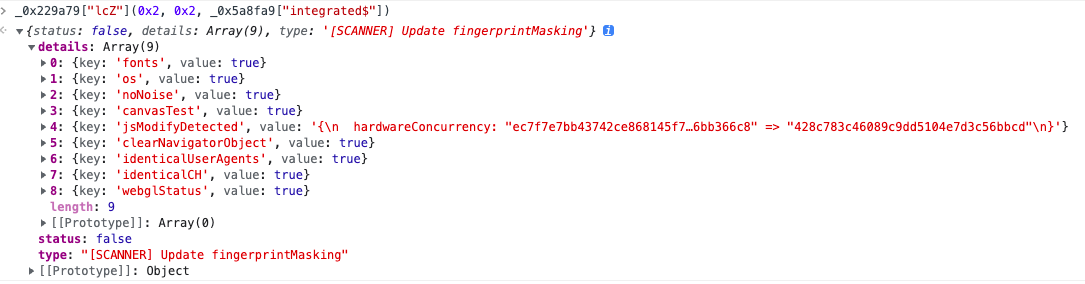 > _0x229a79["lcZ"](0x2, 0x2, _0x5a8fa9["integrated$"])
{status: false, details: Array(9), type: '[SCANNER] Update fingerprintMasking'} i
details: Array(9)
0: {key: 'fonts', value: true}
1: {key: 'os', value: true}
2: {key: 'noNoise', value: true}
3: {key: 'canvasTest', value: true}
4: {key: 'jsModifyDetected', value: '{\n  hardwareConcurrency: "ec7f7e7bb43742ce868145f7…6bb366c8" => "428c783c46089c9dd5104e7d3c56bbcd"\n}'}
5: {key: 'clearNavigatorObject', value: true}
6: {key: 'identicalUserAgents', value: true}
7: {key: 'identicalCH', value: true}
8: {key: 'webglStatus', value: true}
length: 9
[[Prototype]]: Array(0)
status: false
type: "[SCANNER] Update fingerprintMasking"
[[Prototype]]: Object